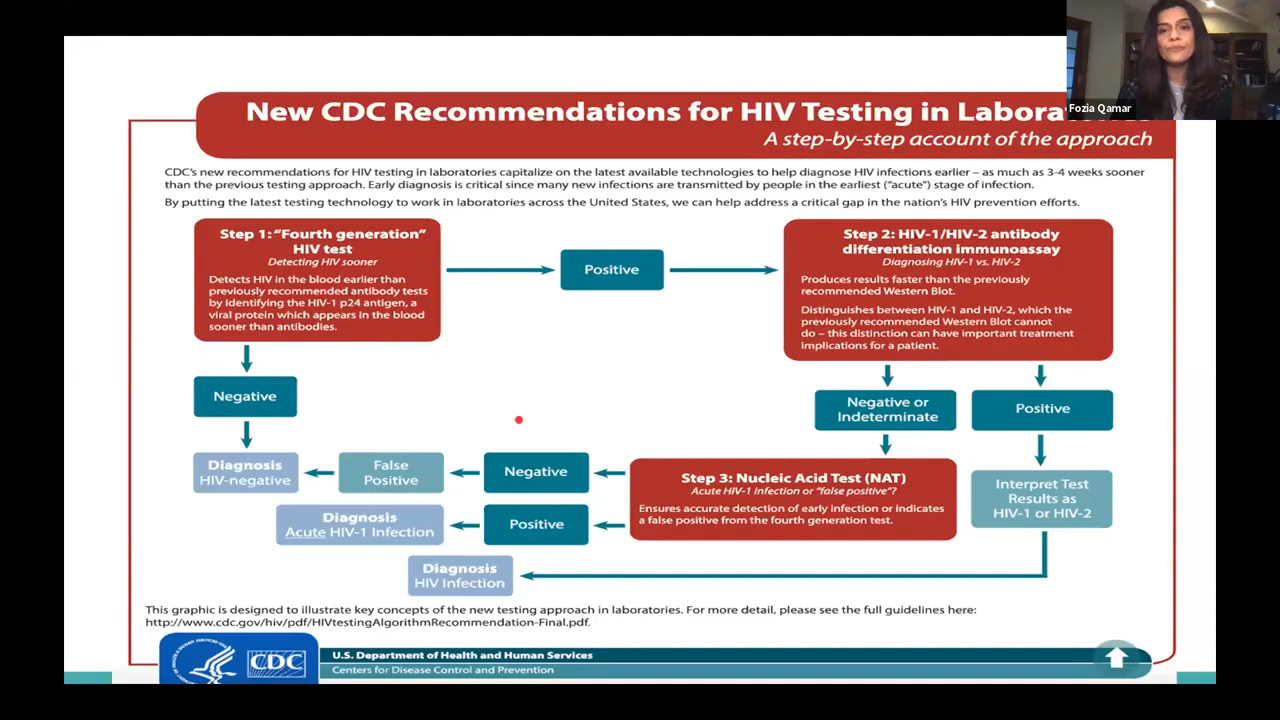 Fozia Qamar
New CDC Recommendations for HIV Testing in
A step-by-step account of the approach
CDC's new recommendations for HIV testing in laboratories capitalize on the latest available technologies to help diagnose HIV infections earlier – as much as 3-4 weeks sooner
than the previous testing approach. Early diagnosis is critical since many new infections are transmitted by people in the earliest ("acute") stage of infection.
By putting the latest testing technology to work in laboratories across the United States, we can help address a critical gap in the nation's HIV prevention efforts.
Step 1: "Fourth generation"
HIV test
Detecting HIV sooner
Detects HIV in the blood earlier than
previously recommended antibody tests
by identifying the HIV-1 p24 antigen, a
viral protein which appears in the blood
sooner than antibodies.
Positive
Step 2: HIV-1/HIV-2 antibody
differentiation immunoassay
Diagnosing HIV-1 vs. HIV-2
Produces results faster than the previously
recommended Western Blot.
Distinguishes between HIV-1 and HIV-2, which the
previously recommended Western Blot cannot
do – this distinction can have important treatment
implications for a patient.
Negative
Negative or
Indeterminate
Positive
Diagnosis
HIV-negative
False
Positive
Negative
Step 3: Nucleic Acid Test (NAT)
Acute HIV-1 infection or "false positive"?
Ensures accurate detection of early infection or indicates
a false positive from the fourth generation test.
Interpret Test
Results as
HIV-1 or HIV-2
Diagnosis
Acute HIV-1 Infection
Positive
Diagnosis
HIV Infection
This graphic is designed to illustrate key concepts of the new testing approach in laboratories. For more detail, please see the full guidelines here:
http://www.cdc.gov/hiv/pdf/HIVtestingAlgorithmRecommendation-Final.pdf.
CDC
U.S. Department of Health and Human Services
Centers for Disease Control and Prevention